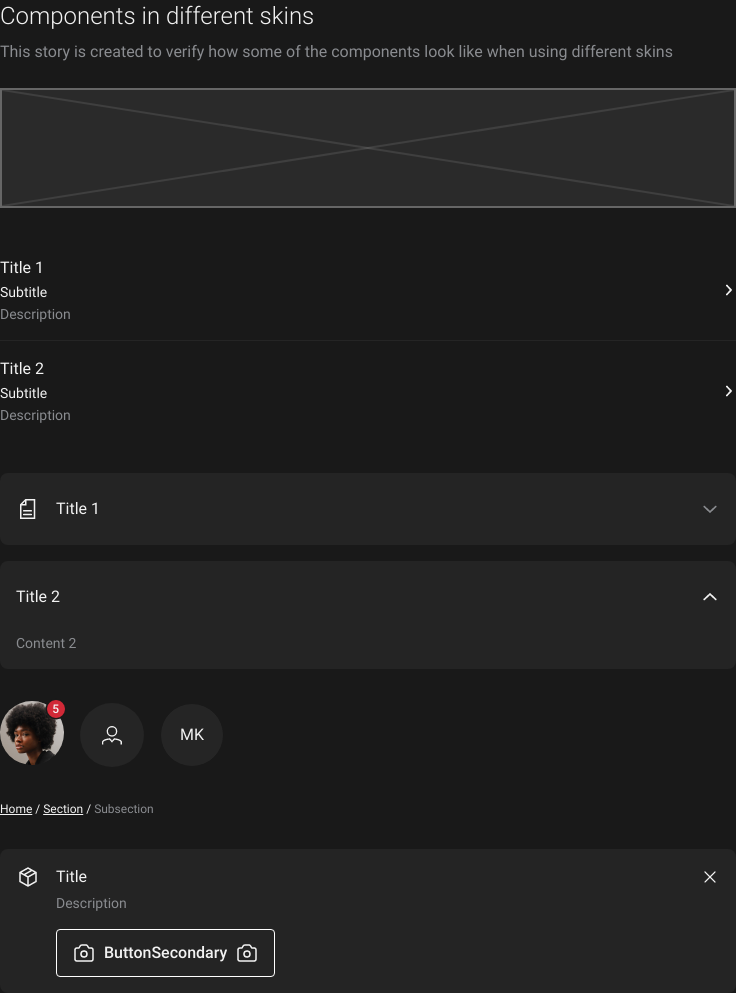 Components in different skins
This story is created to verify how some of the components look like when using different skins
Title 1
Subtitle
Description
Title 2
Subtitle
Description
Title 1
Title 2
Content 2
5
MK
Home / Section / Subsection
Title
Description
ButtonSecondary